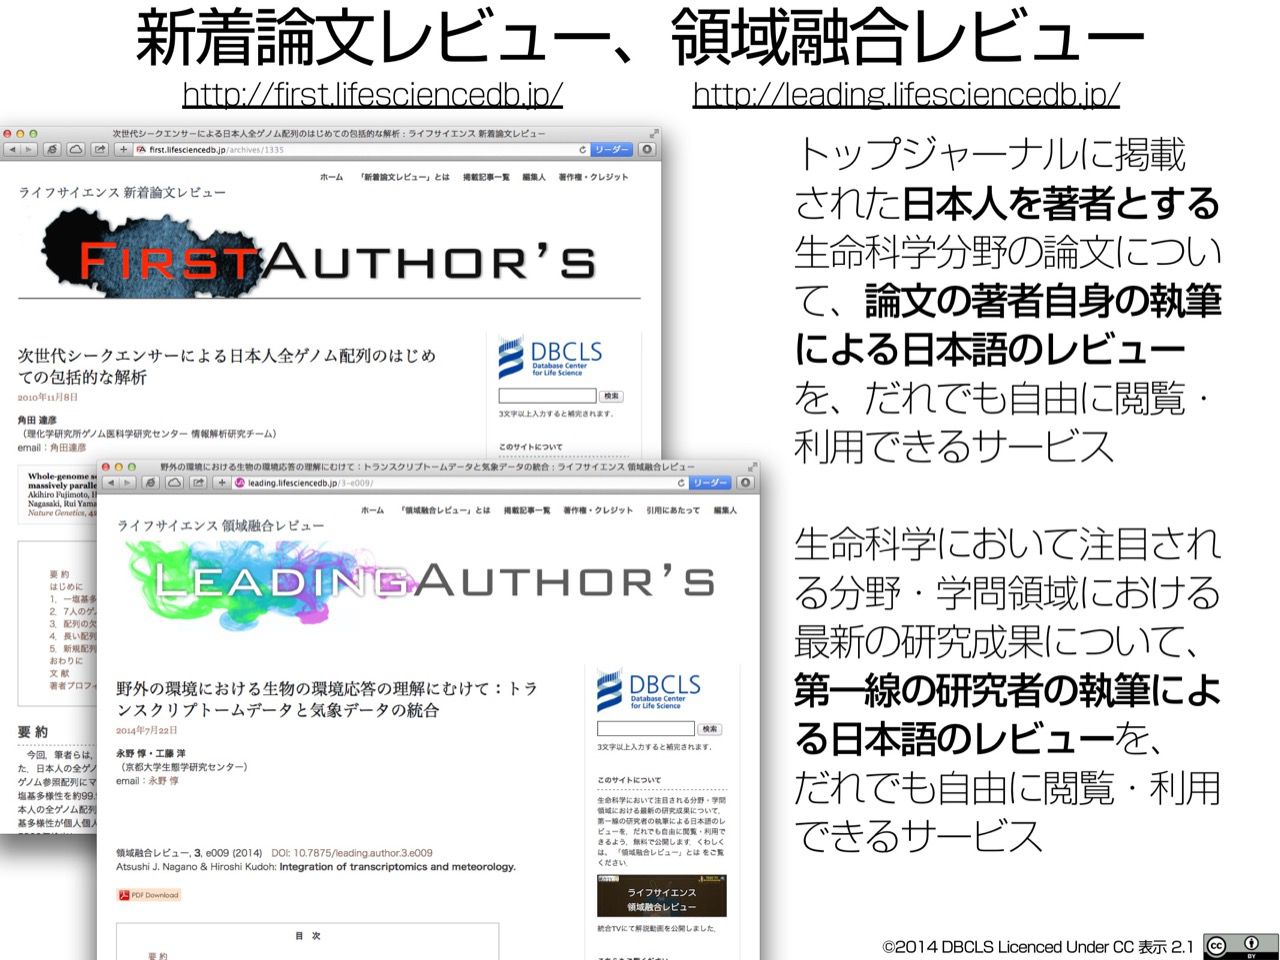 新着論文レビュー、領域融合レビュー
http://first.lifesciencedb.jp/
http://leading.lifesciencedb.jp/
次世代シークエンサーによる日本人全ゲノム配列のはじめての包括的な解析 : ライフサイエンス 新着論文レビュー
first.lifesciencedb.jp/archives/1335
リーダー
ホーム 「新着論文レビュー」とは 掲載記事一覧 編集人 著作権・クレジット
ライフサイエンス 新着論文レビュー
FIRSTAUTHOR'S
次世代シークエンサーによる日本人全ゲノム配列のはじめ
ての包括的な解析
2010年11月8日
角田 達彦
(理化学研究所ゲノム医科学研究センター 情報解析研究チーム)
email:角田達彦
DBCLS
Database Center
for Life Science
検索
3文字以上入力すると補完されます。
このサイトについて
Whole-genome se
massively paralle
Akihiro Fujimoto, H
Nagasaki, Rui Yama
Nature Genetics, 42
要 約
はじめに
1. 一塩基多
2. 7人のゲノ
3. 配列の欠
4. 長い配列
5. 新規配列
おわりに
文 献
著者プロフィ
要 約
今回、筆者らは、
た。日本人の全ゲノ
ゲノム参照配列にマ
塩基多様性を約99.9
本人の全ゲノム配列
基多様性が個人個人
野外の環境における生物の環境応答の理解にむけて:トランスクリプトームデータと気象データの統合 : ライフサイエンス 領域融合レビュー
leading.lifesciencedb.jp/3-e009/
リーダー
ホーム 「領域融合レビュー」とは 掲載記事一覧 著作権・クレジット 引用にあたって 編集人
ライフサイエンス 領域融合レビュー
LEADINGAUTHOR'S
野外の環境における生物の環境応答の理解にむけて:トラ
ンスクリプトームデータと気象データの統合
2014年7月22日
永野 惇・工藤 洋
(京都大学生態学研究センター)
email:永野 惇
領域融合レビュー, 3, e009 (2014) DOI: 10.7875/leading.author.3.e009
Atsushi J. Nagano & Hiroshi Kudoh: Integration of transcriptomics and meteorology.
PDF Download
目 次
要 約
DBCLS
Database Center
for Life Science
検索
3文字以上入力すると補完されます。
このサイトについて
生命科学において注目される分野・学問
領域における最新の研究成果について、
第一線の研究者の執筆による日本語のレ
ビューを、だれでも自由に閲覧・利用で
きるよう、無料で公開します。くわしく
は、「領域融合レビュー」とは をご覧
ください。
ライフサイエンス
領域融合レビュー
統合TVにて解説動画を公開しました。
トップジャーナルに掲載
された日本人を著者とする
生命科学分野の論文につい
て、論文の著者自身の執筆
による日本語のレビュー
を、だれでも自由に閲覧・
利用できるサービス
生命科学において注目され
る分野・学問領域における
最新の研究成果について、
第一線の研究者の執筆によ
る日本語のレビューを、
だれでも自由に閲覧・利用
できるサービス
©2014 DBCLS Licenced Under CC 表示 2.1
cc
BY